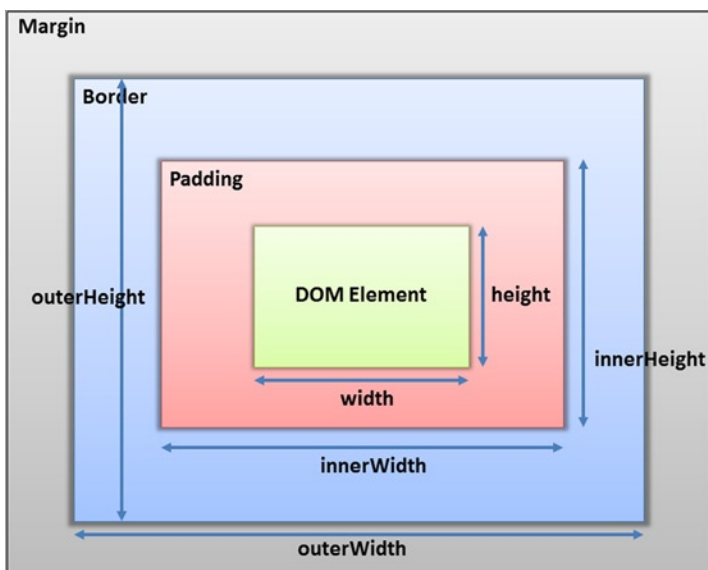 Margin
Border
Padding
DOM Element
height
outerHeight
innerHeight
width
innerWidth
outerWidth